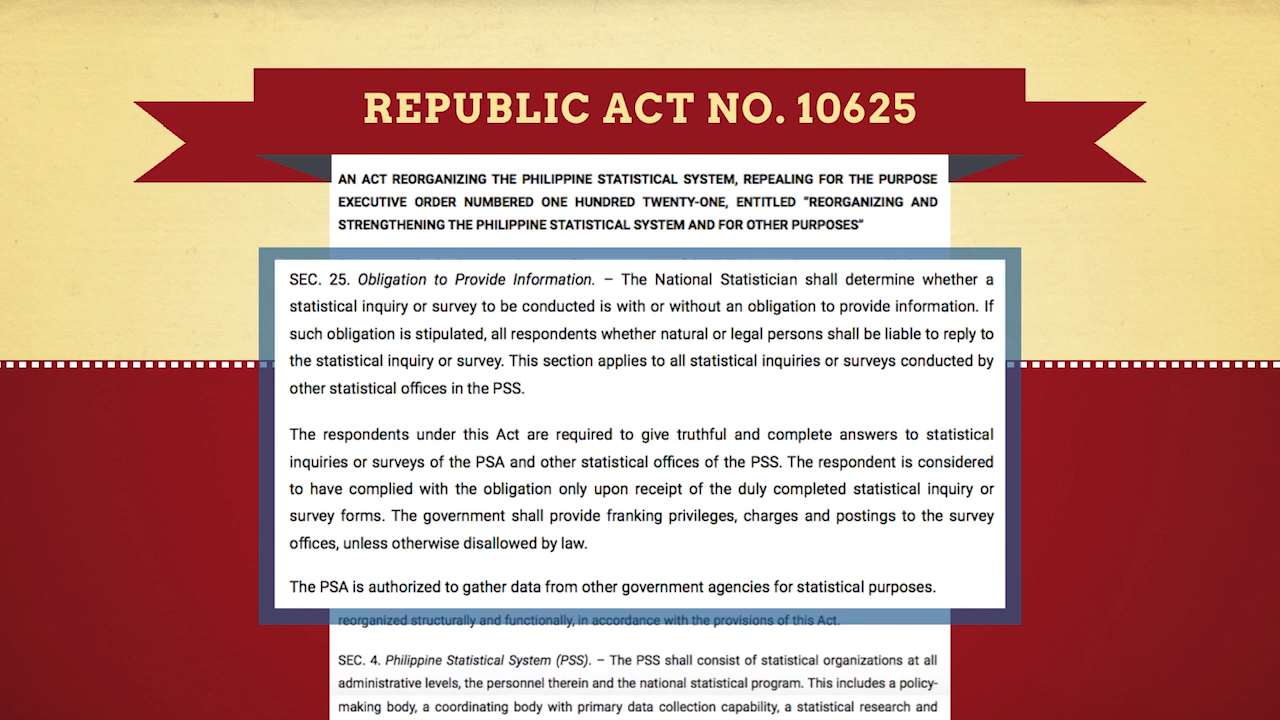 REPUBLIC ACT NO. 10625
AN ACT REORGANIZING THE PHILIPPINE STATISTICAL SYSTEM, REPEALING FOR THE PURPOSE
EXECUTIVE ORDER NUMBERED ONE HUNDRED TWENTY-ONE, ENTITLED "REORGANIZING AND
STRENGTHENING THE PHILIPPINE STATISTICAL SYSTEM AND FOR OTHER PURPOSES"
SEC. 25. Obligation to Provide Information. – The National Statistician shall determine whether a
statistical inquiry or survey to be conducted is with or without an obligation to provide information. If
such obligation is stipulated, all respondents whether natural or legal persons shall be liable to reply to
the statistical inquiry or survey. This section applies to all statistical inquiries or surveys conducted by
other statistical offices in the PSS.
The respondents under this Act are required to give truthful and complete answers to statistical
inquiries or surveys of the PSA and other statistical offices of the PSS. The respondent is considered
to have complied with the obligation only upon receipt of the duly completed statistical inquiry or
survey forms. The government shall provide franking privileges, charges and postings to the survey
offices, unless otherwise disallowed by law.
The PSA is authorized to gather data from other government agencies for statistical purposes.
reorganized structurally and functionally, in accordance with the provisions of this Act.
SEC. 4. Philippine Statistical System (PSS). – The PSS shall consist of statistical organizations at all
administrative levels, the personnel therein and the national statistical program. This includes a policy-
making body, a coordinating body with primary data collection capability, a statistical research and